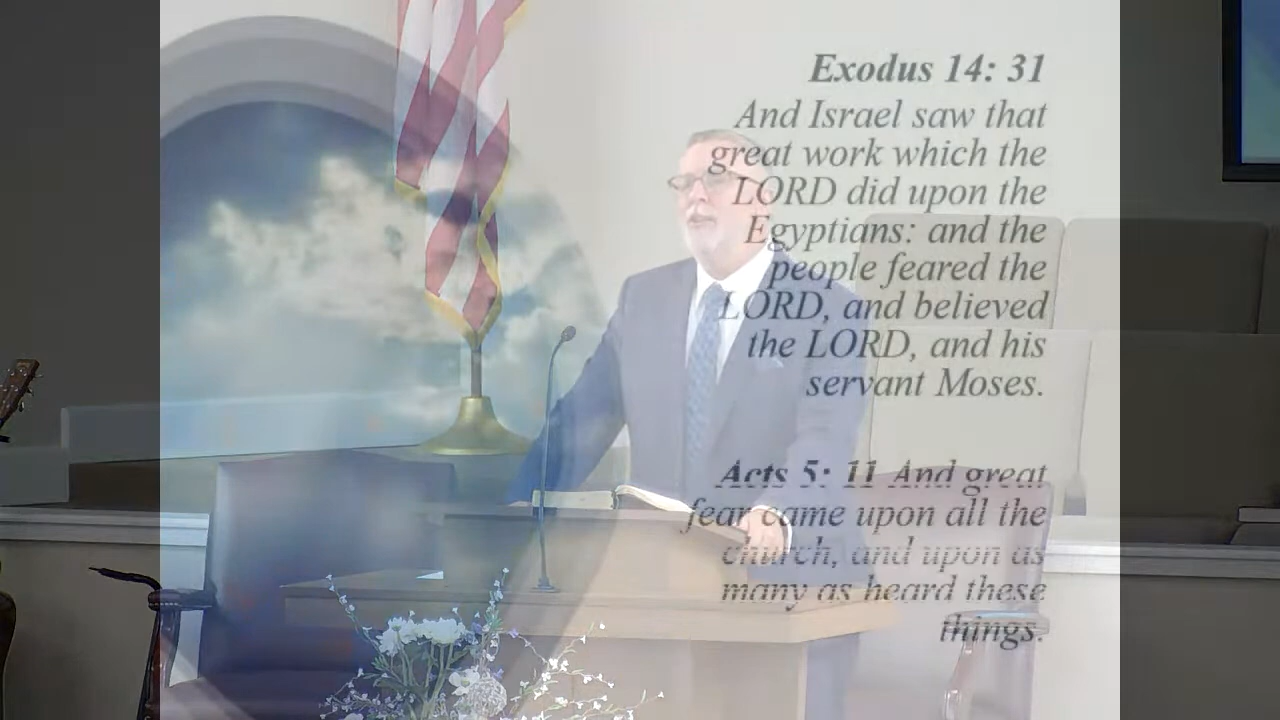 Exodus 14: 31
And Israel saw that
great work which the
LORD did upon the
Egyptians: and the
people feared the
LORD, and believed
the LORD, and his
servant Moses.
Acts 5: 11 And great
fear came upon all the
church, and upon as
many as heard these
things.